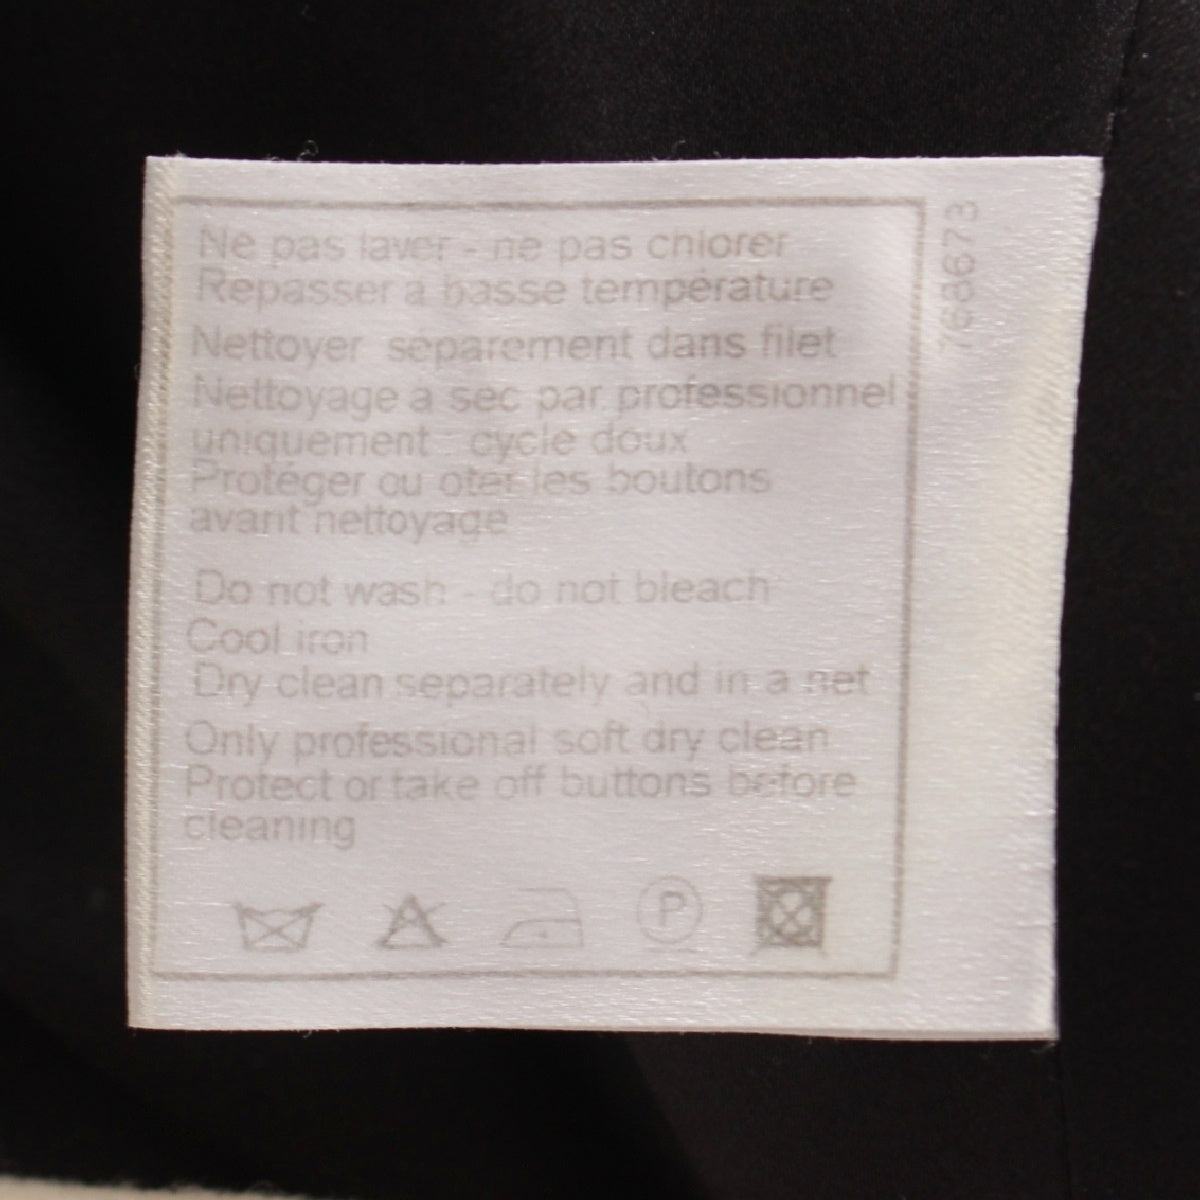 Ne pas laver - ne pas chlorer
Repasser à basse température
Nettoyer séparement dans filet
Nettoyage à sec par professionnel
uniquement : cycle doux
Protéger ou oter les boutons
avant nettoyage
Do not wash - do not bleach
Cool iron
Dry clean separately and in a net
Only professional soft dry clean
Protect or take off buttons before
cleaning
P
768673